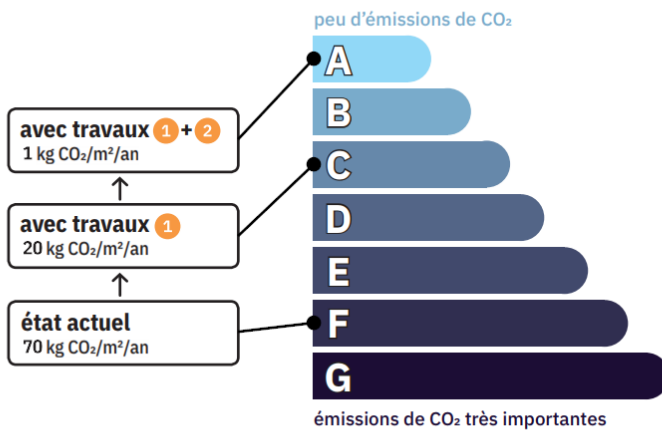 peu d'émissions de CO₂
A
B
avec travaux 1 + 2
1 kg CO₂/m²/an
C
avec travaux 1
20 kg CO₂/m²/an
D
E
état actuel
70 kg CO₂/m²/an
F
G
émissions de CO₂ très importantes